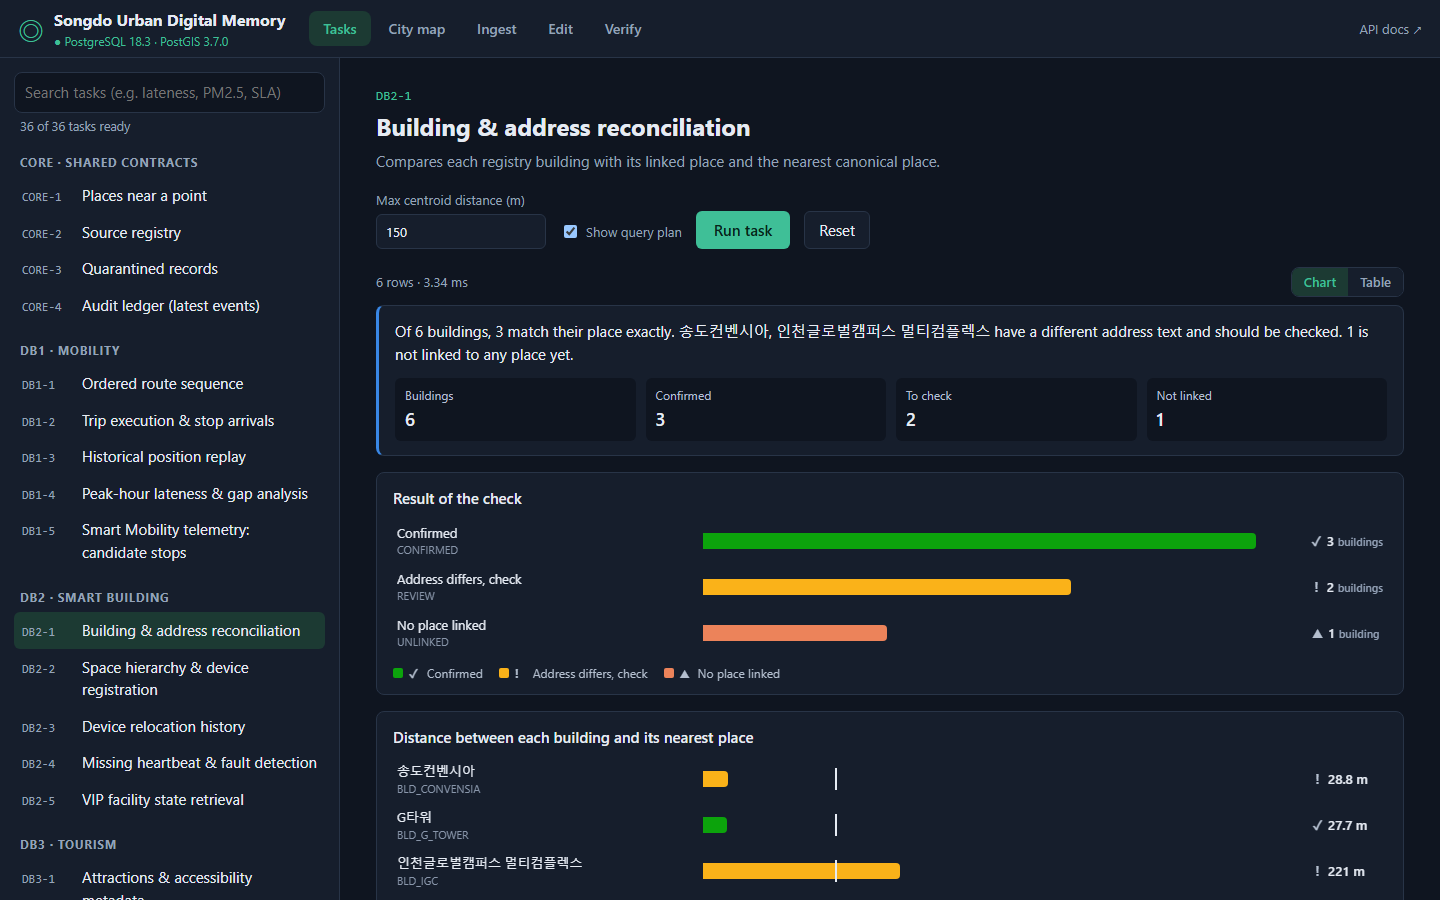 Songdo Urban Digital Memory
● PostgreSQL 18.3 · PostGIS 3.7.0
Tasks
City map
Ingest
Edit
Verify
API docs ↗
Search tasks (e.g. lateness, PM2.5, SLA)
36 of 36 tasks ready
CORE · SHARED CONTRACTS
CORE-1 Places near a point
CORE-2 Source registry
CORE-3 Quarantined records
CORE-4 Audit ledger (latest events)
DB1 · MOBILITY
DB1-1 Ordered route sequence
DB1-2 Trip execution & stop arrivals
DB1-3 Historical position replay
DB1-4 Peak-hour lateness & gap analysis
DB1-5 Smart Mobility telemetry:
candidate stops
DB2 · SMART BUILDING
DB2-1 Building & address reconciliation
DB2-2 Space hierarchy & device
registration
DB2-3 Device relocation history
DB2-4 Missing heartbeat & fault detection
DB2-5 VIP facility state retrieval
DB3 · TOURISM
DB3-1 Attractions & accessibility
metadata
DB2-1
Building & address reconciliation
Compares each registry building with its linked place and the nearest canonical place.
Max centroid distance (m)
150
Show query plan
Run task
Reset
6 rows · 3.34 ms
Chart
Table
Of 6 buildings, 3 match their place exactly. 송도컨벤시아, 인천글로벌캠퍼스 멀티컴플렉스 have a different address text and should be checked. 1 is
not linked to any place yet.
Buildings
6
Confirmed
3
To check
2
Not linked
1
Result of the check
Confirmed
CONFIRMED
✓ 3 buildings
Address differs, check
REVIEW
! 2 buildings
No place linked
UNLINKED
▲ 1 building
✓ Confirmed ! Address differs, check ▲ No place linked
Distance between each building and its nearest place
송도컨벤시아
BLD_CONVENSIA
! 28.8 m
G타워
BLD_G_TOWER
✓ 27.7 m
인천글로벌캠퍼스 멀티컴플렉스
BLD_IGC
! 221 m